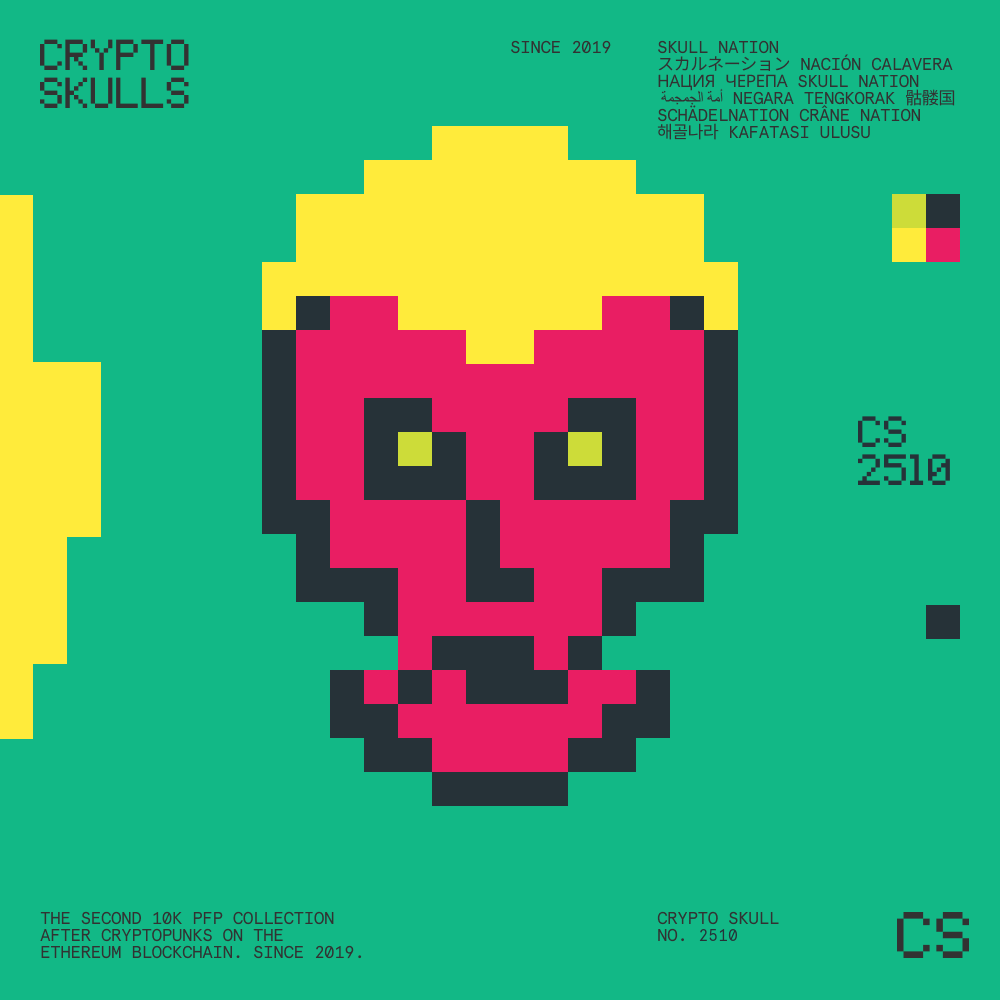 CRYPTO
SKULLS
SINCE 2019
SKULL NATION
スカルネーション NACIÓN CALAVERA
НАЦИЯ ЧЕРЕПА SKULL NATION
أمة الجمجمة NEGARA TENGKORAK 骷髅国
SCHÄDELNATION CRÂNE NATION
해골나라 KAFATASI ULUSU
CS
2510
THE SECOND 10K PFP COLLECTION
AFTER CRYPTOPUNKS ON THE
ETHEREUM BLOCKCHAIN. SINCE 2019.
CRYPTO SKULL
NO. 2510
CS